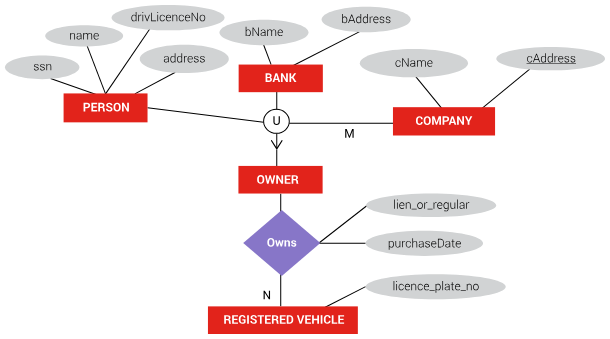 drivLicenceNo
name
bName
bAddress
ssn
address
cName
cAddress
BANK
PERSON
COMPANY
U
M
OWNER
lien_or_regular
Owns
purchaseDate
licence_plate_no
N
REGISTERED VEHICLE